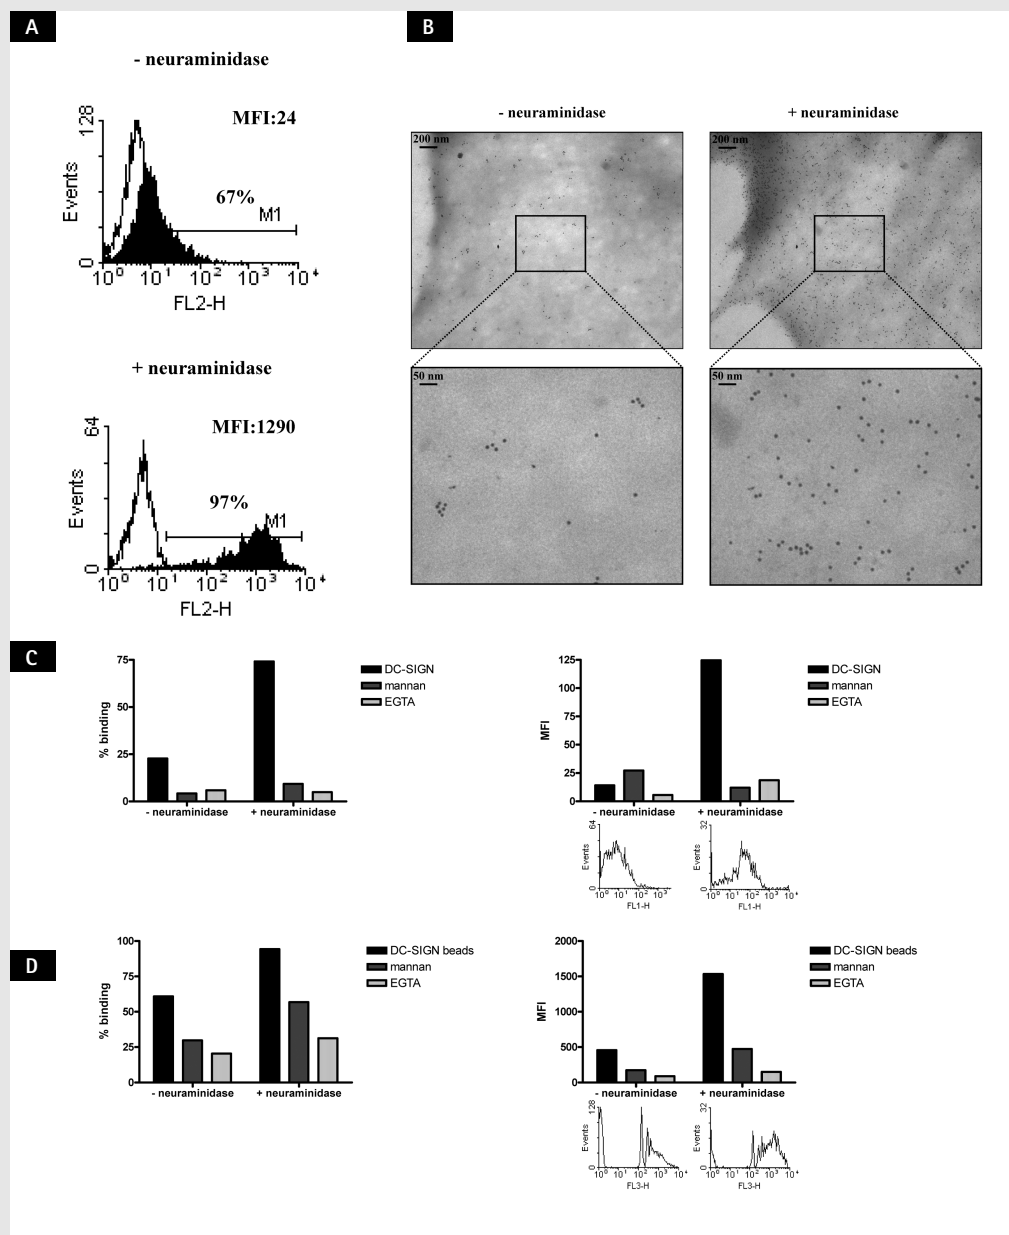 A
B
- neuraminidase
MFI:24
128
Events
67%
M1
0
10⁰ 10¹ 10² 10³ 10⁴
FL2-H
+ neuraminidase
MFI:1290
64
Events
97%
M1
0
10⁰ 10¹ 10² 10³ 10⁴
FL2-H
- neuraminidase
+ neuraminidase
200 nm
200 nm
50 nm
50 nm
C
75
50
25
0
% binding
- neuraminidase
+ neuraminidase
DC-SIGN
mannan
EGTA
125
100
75
50
25
0
MFI
- neuraminidase
+ neuraminidase
DC-SIGN
mannan
EGTA
64
Events
0
10⁰ 10¹ 10² 10³
FL1-H
32
Events
0
10⁰ 10¹ 10² 10³ 10⁴
FL1-H
D
100
75
50
25
0
% binding
- neuraminidase
+ neuraminidase
DC-SIGN beads
mannan
EGTA
2000
1500
1000
500
0
MFI
- neuraminidase
+ neuraminidase
DC-SIGN beads
mannan
EGTA
128
Events
0
10⁰ 10¹ 10² 10³ 10⁴
FL3-H
32
Events
0
10⁰ 10¹ 10² 10³ 10⁴
FL3-H